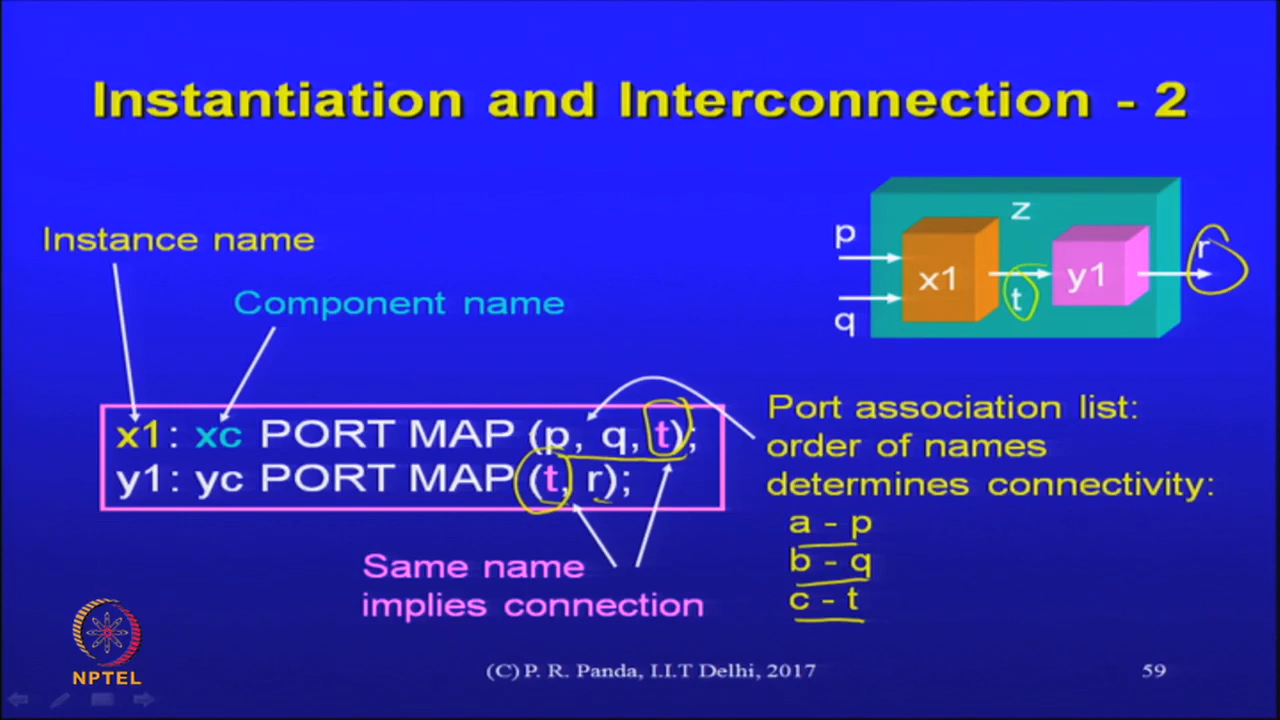 Instantiation and Interconnection - 2
Instance name
Component name
z
p
q
x1
t
y1
r
x1: xc PORT MAP (p, q, t);
y1: yc PORT MAP (t, r);
Port association list:
order of names
determines connectivity:
a - p
b - q
c - t
Same name
implies connection
NPTEL
(C) P. R. Panda, I.I.T Delhi, 2017
59